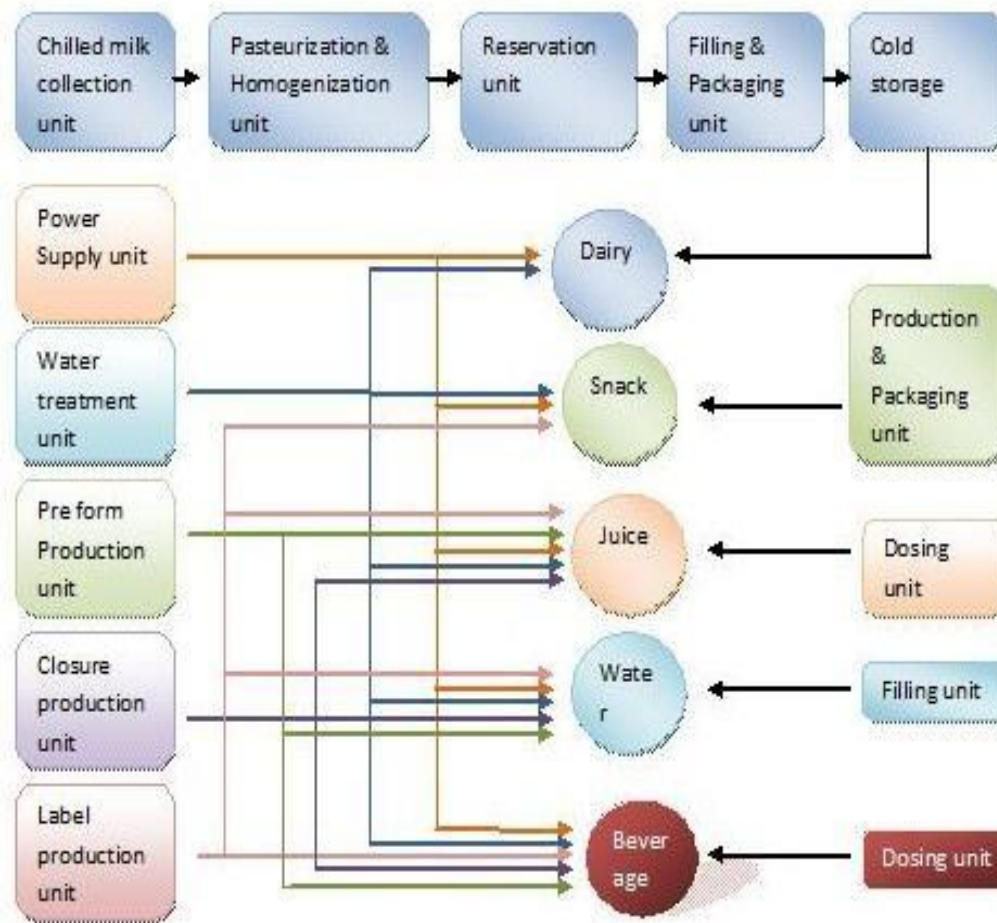 Chilled milk
collection
unit
Pasteurization &
Homogenization
unit
Reservation
unit
Filling &
Packaging
unit
Cold
storage
Power
Supply unit
Dairy
Production
&
Packaging
unit
Water
treatment
unit
Snack
Pre form
Production
unit
Juice
Dosing
unit
Closure
production
unit
Wate
r
Filling unit
Label
production
unit
Bever
age
Dosing unit